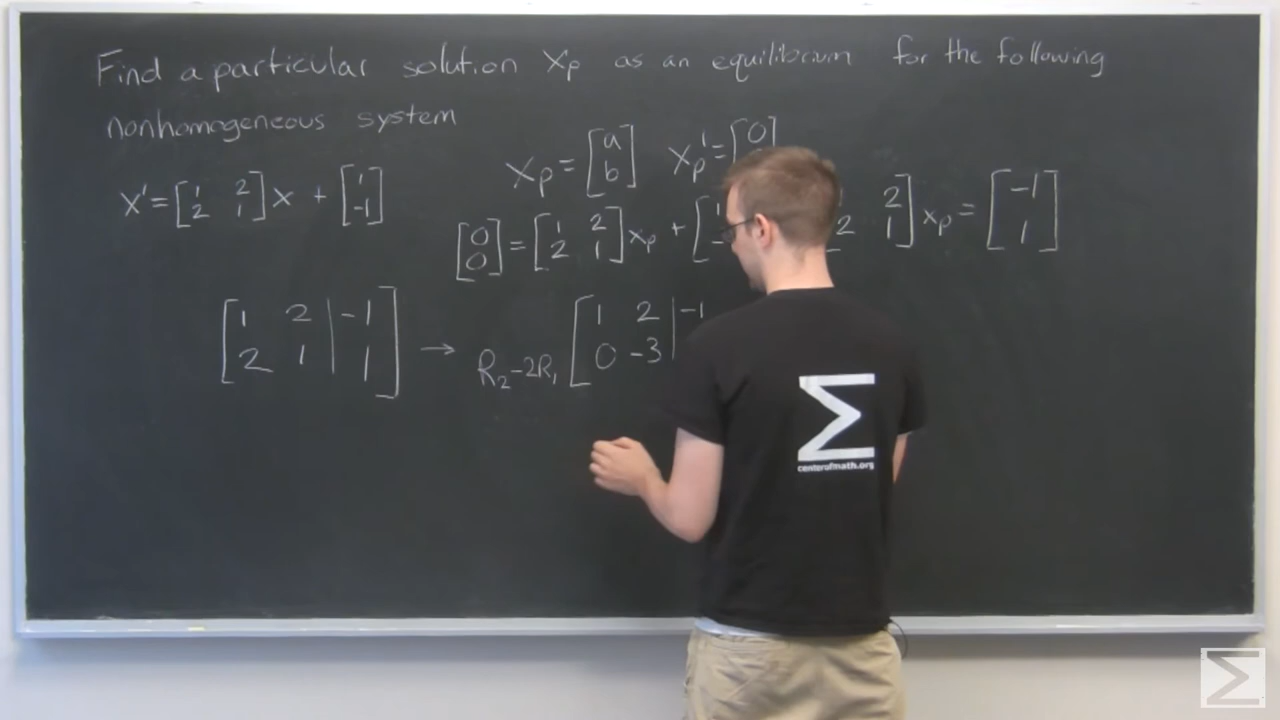 Find a particular solution Xp as an equilibrium for the following
nonhomogeneous system
Xp = [a b] Xp' = [0
X' = [1 2 2 1] X + [1 -1]
[0 0] = [1 2 2 1] Xp + [1 2 2 1] Xp = [-1 1]
[1 2 | -1 2 1 | 1] → R2-2R1 [1 2 | -1 0 -3 |
Σ
centerofmath.org
Σ